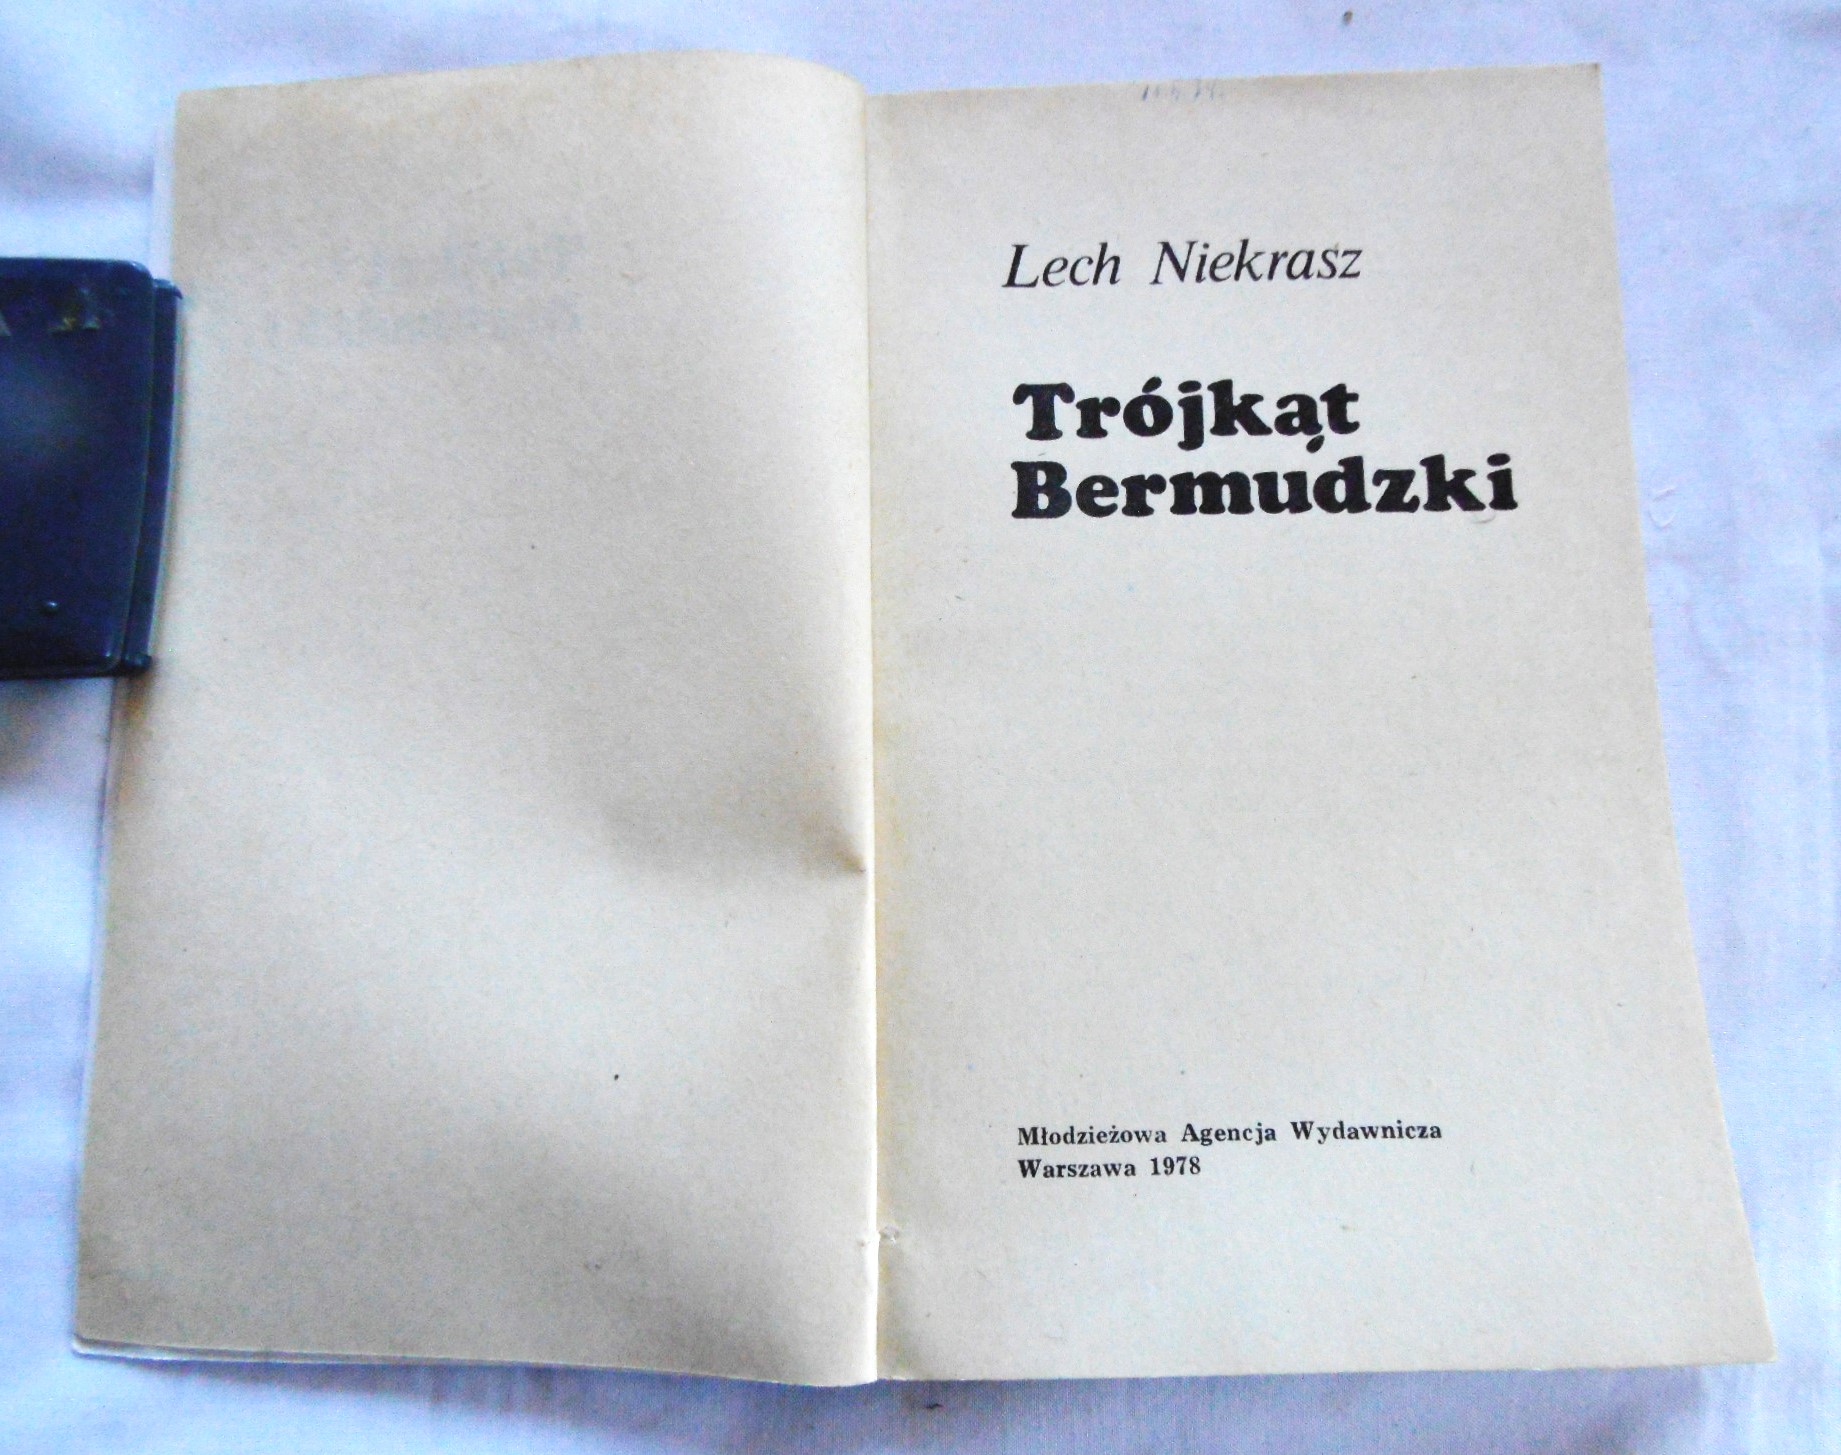 Lech Niekrasz
Trójkąt
Bermudzki
Młodzieżowa Agencja Wydawnicza
Warszawa 1978